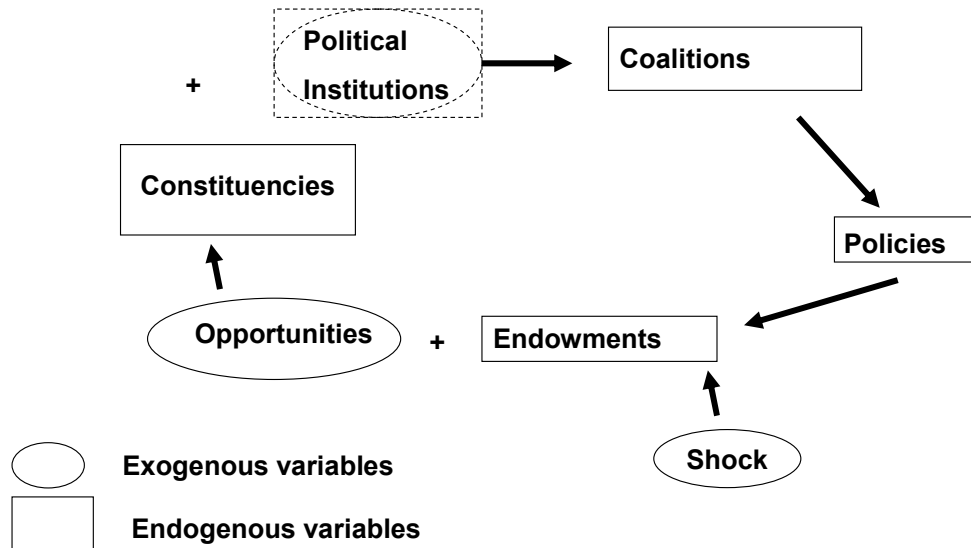 Political
Institutions
+
Coalitions
Constituencies
Policies
Opportunities
+
Endowments
Shock
Exogenous variables
Endogenous variables